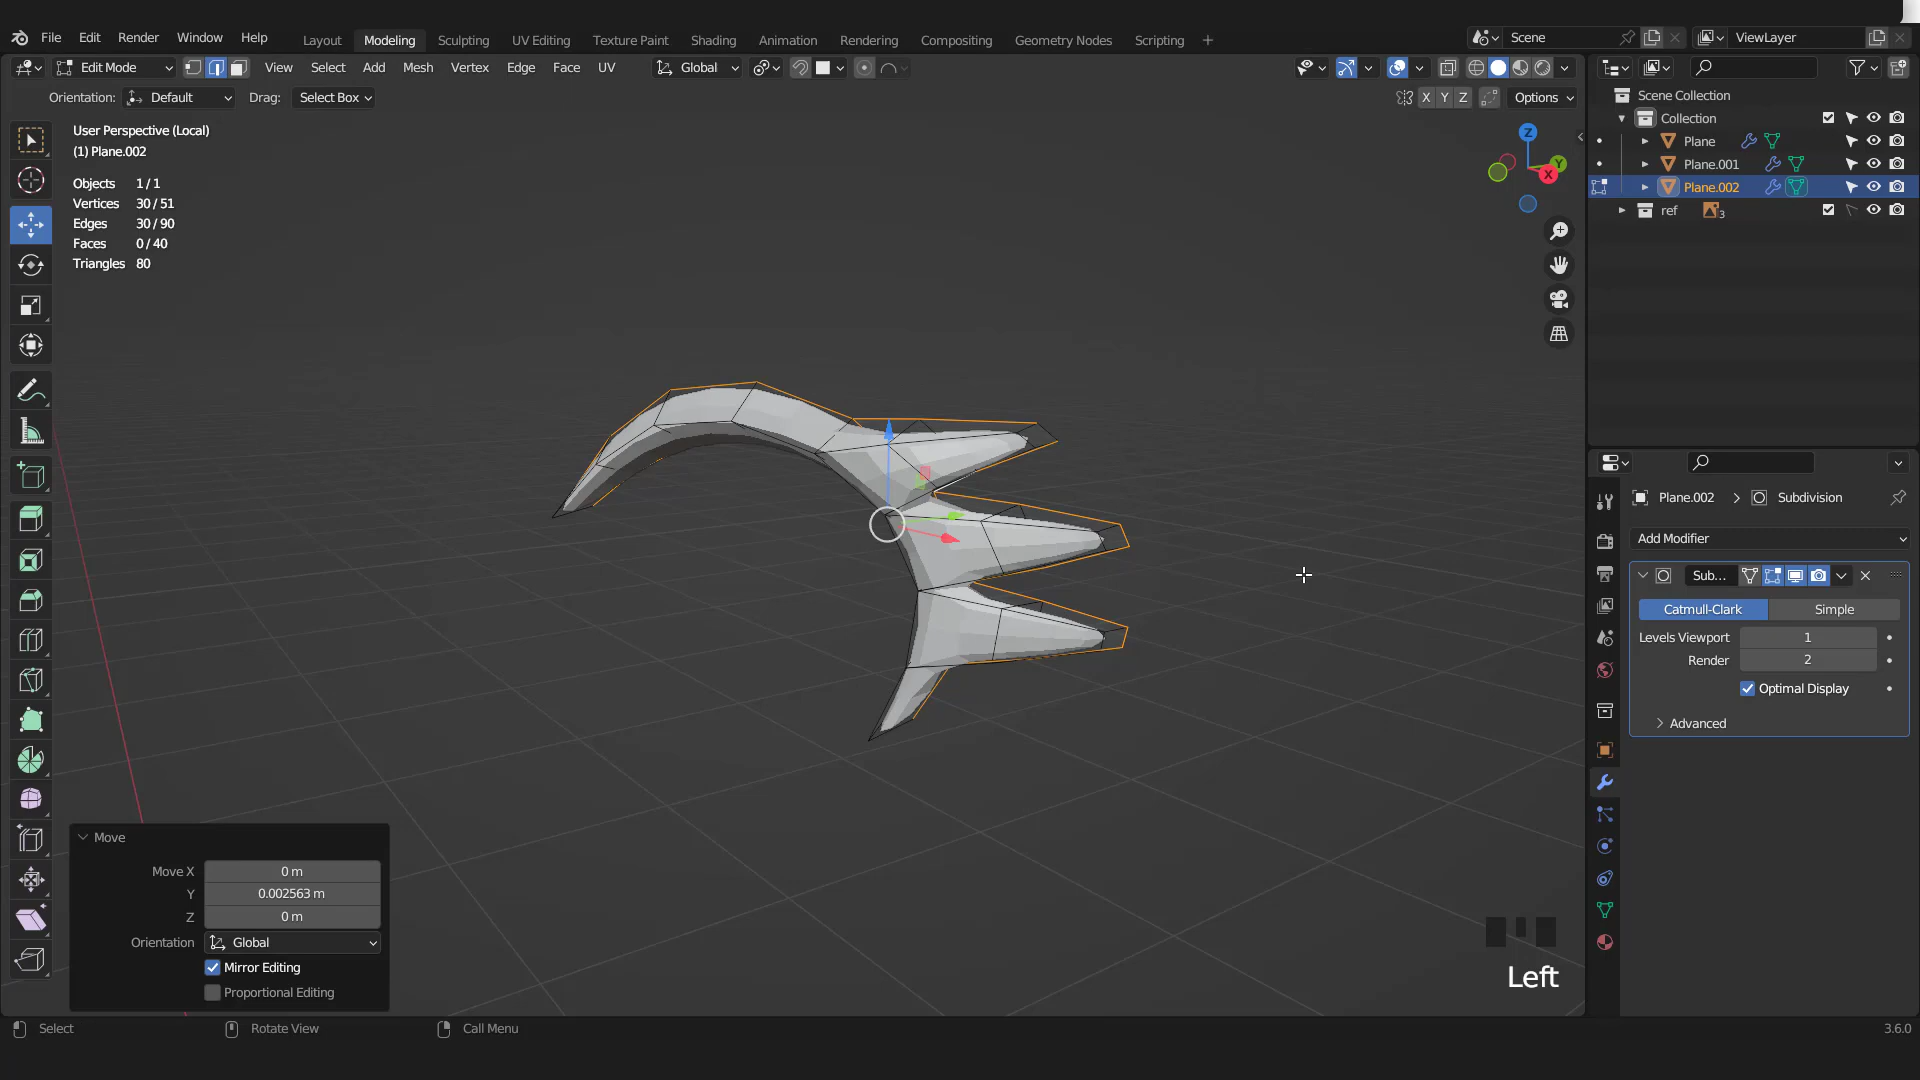 File Edit Render Window Help Layout Modeling Sculpting UV Editing Texture Paint Shading Animation Rendering Compositing Geometry Nodes Scripting + Scene ViewLayer
Edit Mode View Select Add Mesh Vertex Edge Face UV Global
Orientation: Default Drag: Select Box X Y Z Options
User Perspective (Local)
(1) Plane.002
Objects 1 / 1
Vertices 30 / 51
Edges 30 / 90
Faces 0 / 40
Triangles 80
Z
Y
X
Scene Collection
Collection
Plane
Plane.001
Plane.002
ref 3
Plane.002 > Subdivision
Add Modifier
Sub...
Catmull-Clark Simple
Levels Viewport 1
Render 2
Optimal Display
Advanced
Move
Move X 0 m
Y 0.002563 m
Z 0 m
Orientation Global
Mirror Editing
Proportional Editing
Left
Select Rotate View Call Menu 3.6.0